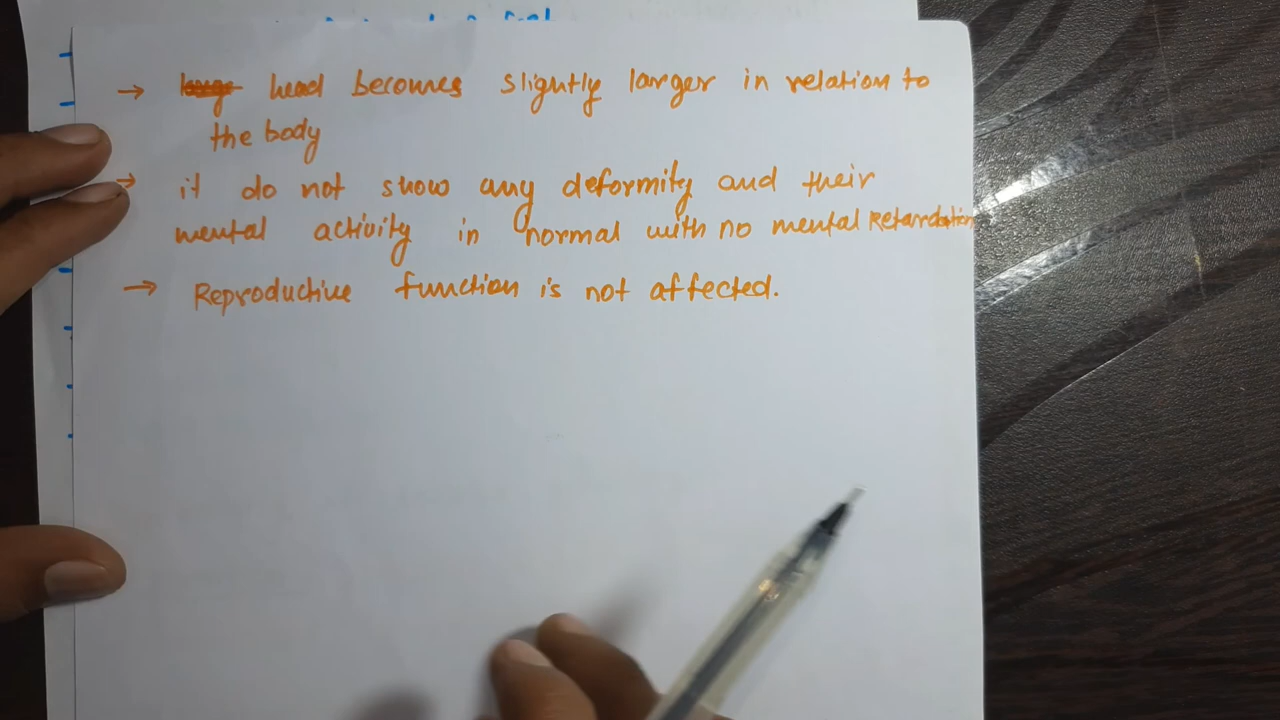 → head becomes slightly larger in relation to
the body
→ it do not show any deformity and their
mental activity in normal with no mental Retardation
→ Reproductive function is not affected.